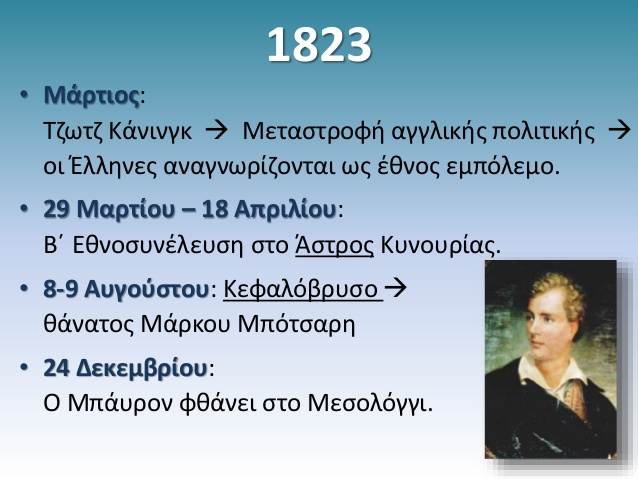 1823
• Μάρτιος:
Τζωτζ Κάνινγκ → Μεταστροφή αγγλικής πολιτικής →
οι Έλληνες αναγνωρίζονται ως έθνος εμπόλεμο.
• 29 Μαρτίου – 18 Απριλίου:
Β΄ Εθνοσυνέλευση στο Άστρος Κυνουρίας.
• 8-9 Αυγούστου: Κεφαλόβρυσο →
θάνατος Μάρκου Μπότσαρη
• 24 Δεκεμβρίου:
Ο Μπάυρον φθάνει στο Μεσολόγγι.